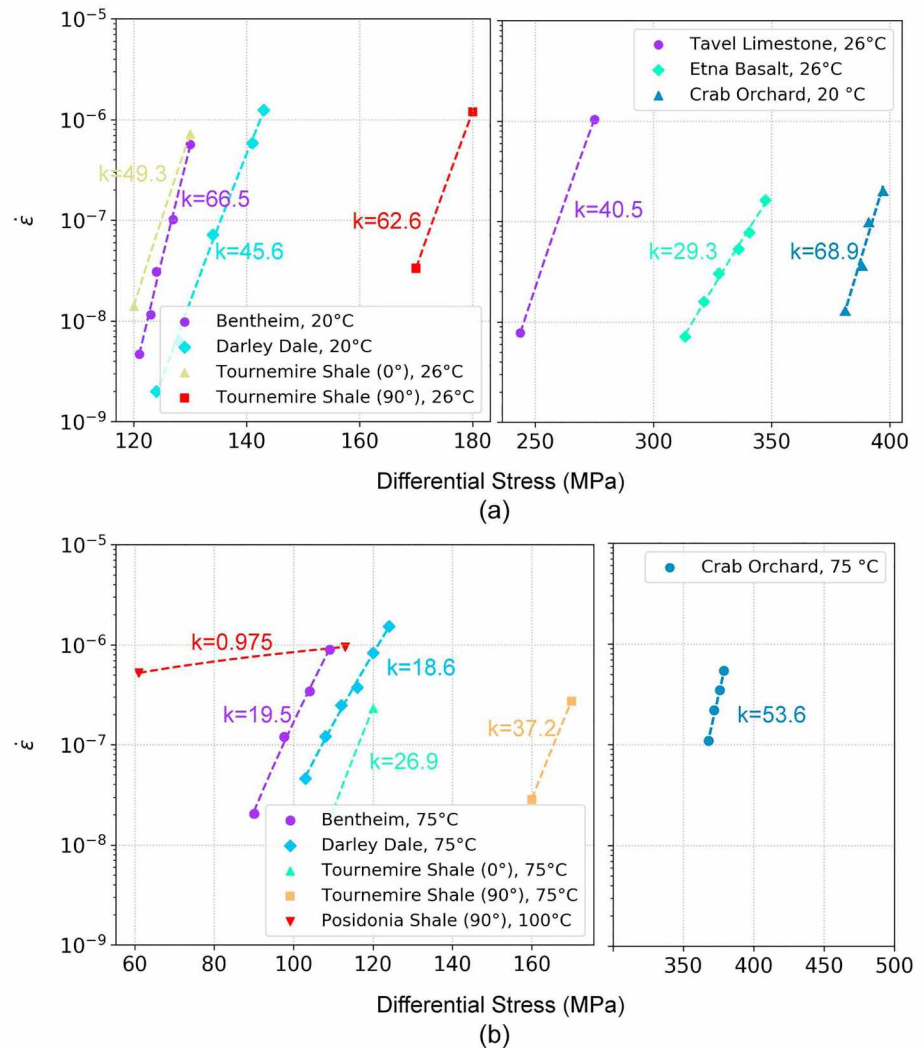 10⁻⁵
10⁻⁶
10⁻⁷
10⁻⁸
10⁻⁹
ε̇
k=49.3
k=66.5
k=45.6
k=62.6
Bentheim, 20°C
Darley Dale, 20°C
Tournemire Shale (0°), 26°C
Tournemire Shale (90°), 26°C
120 140 160 180
Tavel Limestone, 26°C
Etna Basalt, 26°C
Crab Orchard, 20 °C
k=40.5
k=29.3
k=68.9
250 300 350 400
Differential Stress (MPa)
(a)
10⁻⁵
10⁻⁶
10⁻⁷
10⁻⁸
10⁻⁹
ε̇
k=0.975
k=19.5
k=18.6
k=26.9
k=37.2
Bentheim, 75°C
Darley Dale, 75°C
Tournemire Shale (0°), 75°C
Tournemire Shale (90°), 75°C
Posidonia Shale (90°), 100°C
60 80 100 120 140 160
Crab Orchard, 75 °C
k=53.6
350 400 450 500
Differential Stress (MPa)
(b)